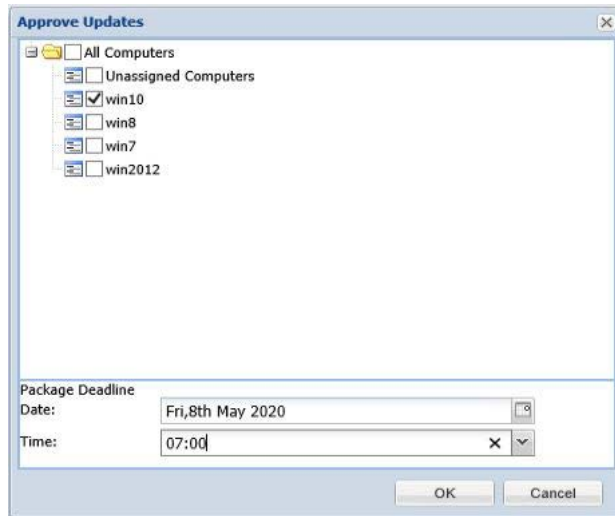 Approve Updates
All Computers
Unassigned Computers
win10
win8
win7
win2012
Package Deadline
Date: Fri,8th May 2020
Time: 07:00
OK Cancel